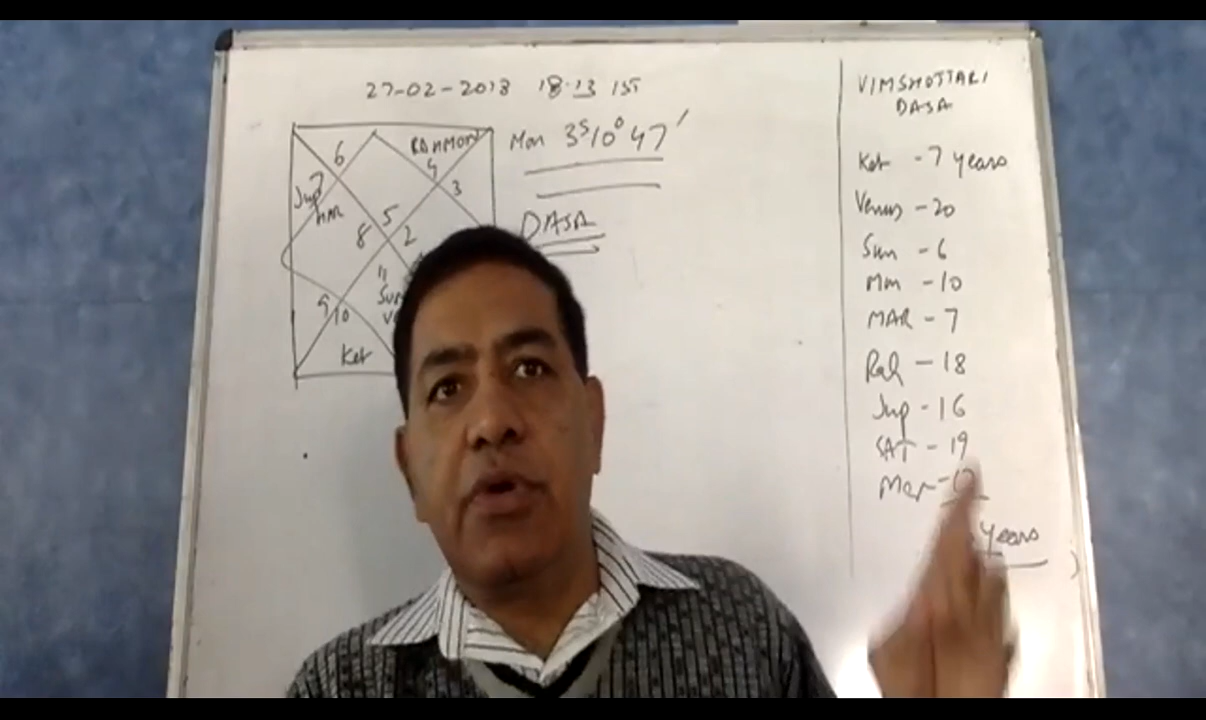 27-02-2018 18·13 IST
Mon 3ˢ10⁰ 47′
DASA
6
RAHMON
4
3
7
Jup
MAR
5
8
2
11
Sun
9
10
Ket
VIMSHOTTARI
DASA
Ket - 7 years
Venus - 20
Sun - 6
Mon - 10
MAR - 7
Rah - 18
Jup - 16
SAT - 19
Mer -
years